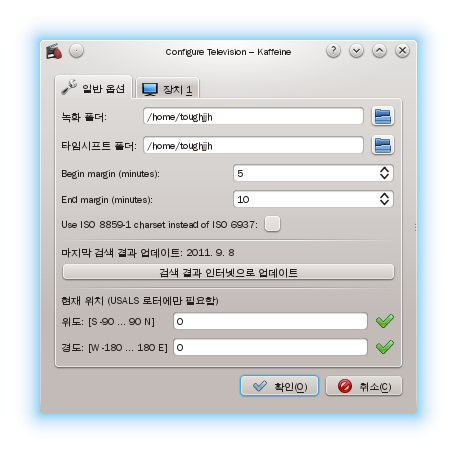 Configure Television – Kaffeine
일반 옵션
장치 1
녹화 폴더: /home/toughjjh
타임시프트 폴더: /home/toughjjh
Begin margin (minutes): 5
End margin (minutes): 10
Use ISO 8859-1 charset instead of ISO 6937:
마지막 검색 결과 업데이트: 2011. 9. 8
검색 결과 인터넷으로 업데이트
현재 위치 (USALS 로터에만 필요함)
위도: [S -90 ... 90 N] 0
경도: [W -180 ... 180 E] 0
확인(O) 취소(C)